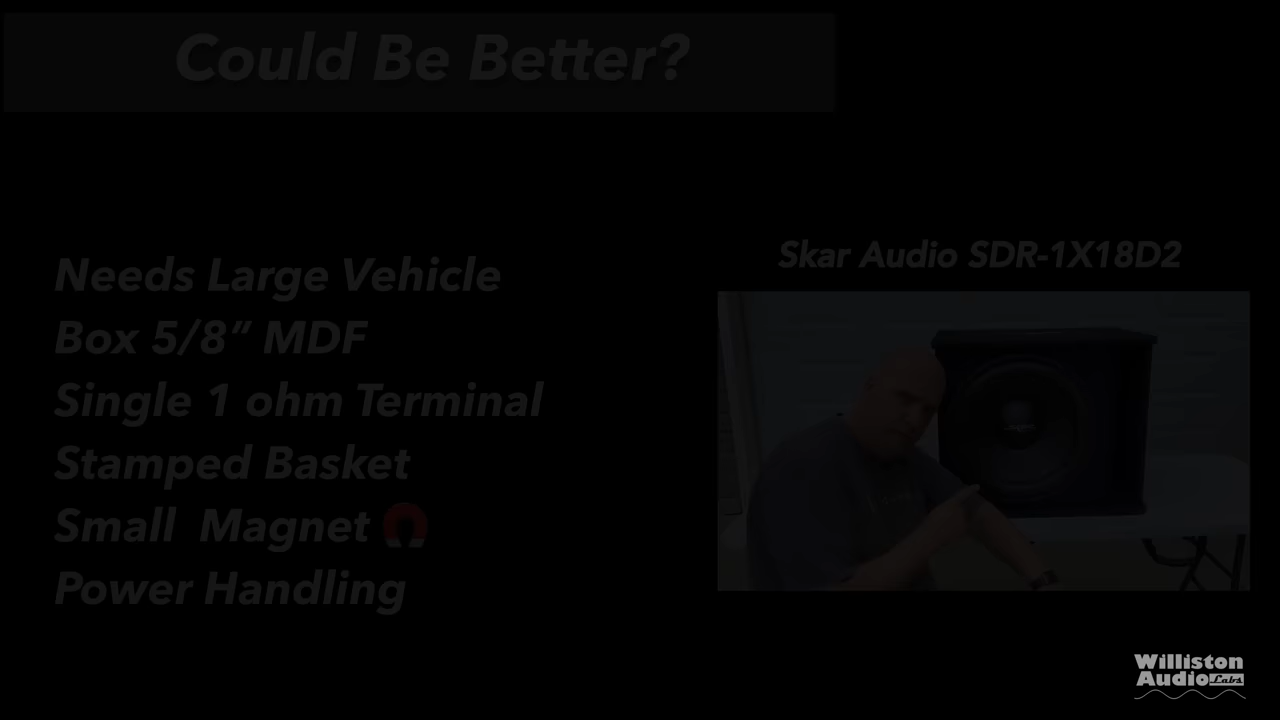 Could Be Better?
Needs Large Vehicle
Box 5/8” MDF
Single 1 ohm Terminal
Stamped Basket
Small Magnet 🧲
Power Handling
Skar Audio SDR-1X18D2
Williston
Audio Labs